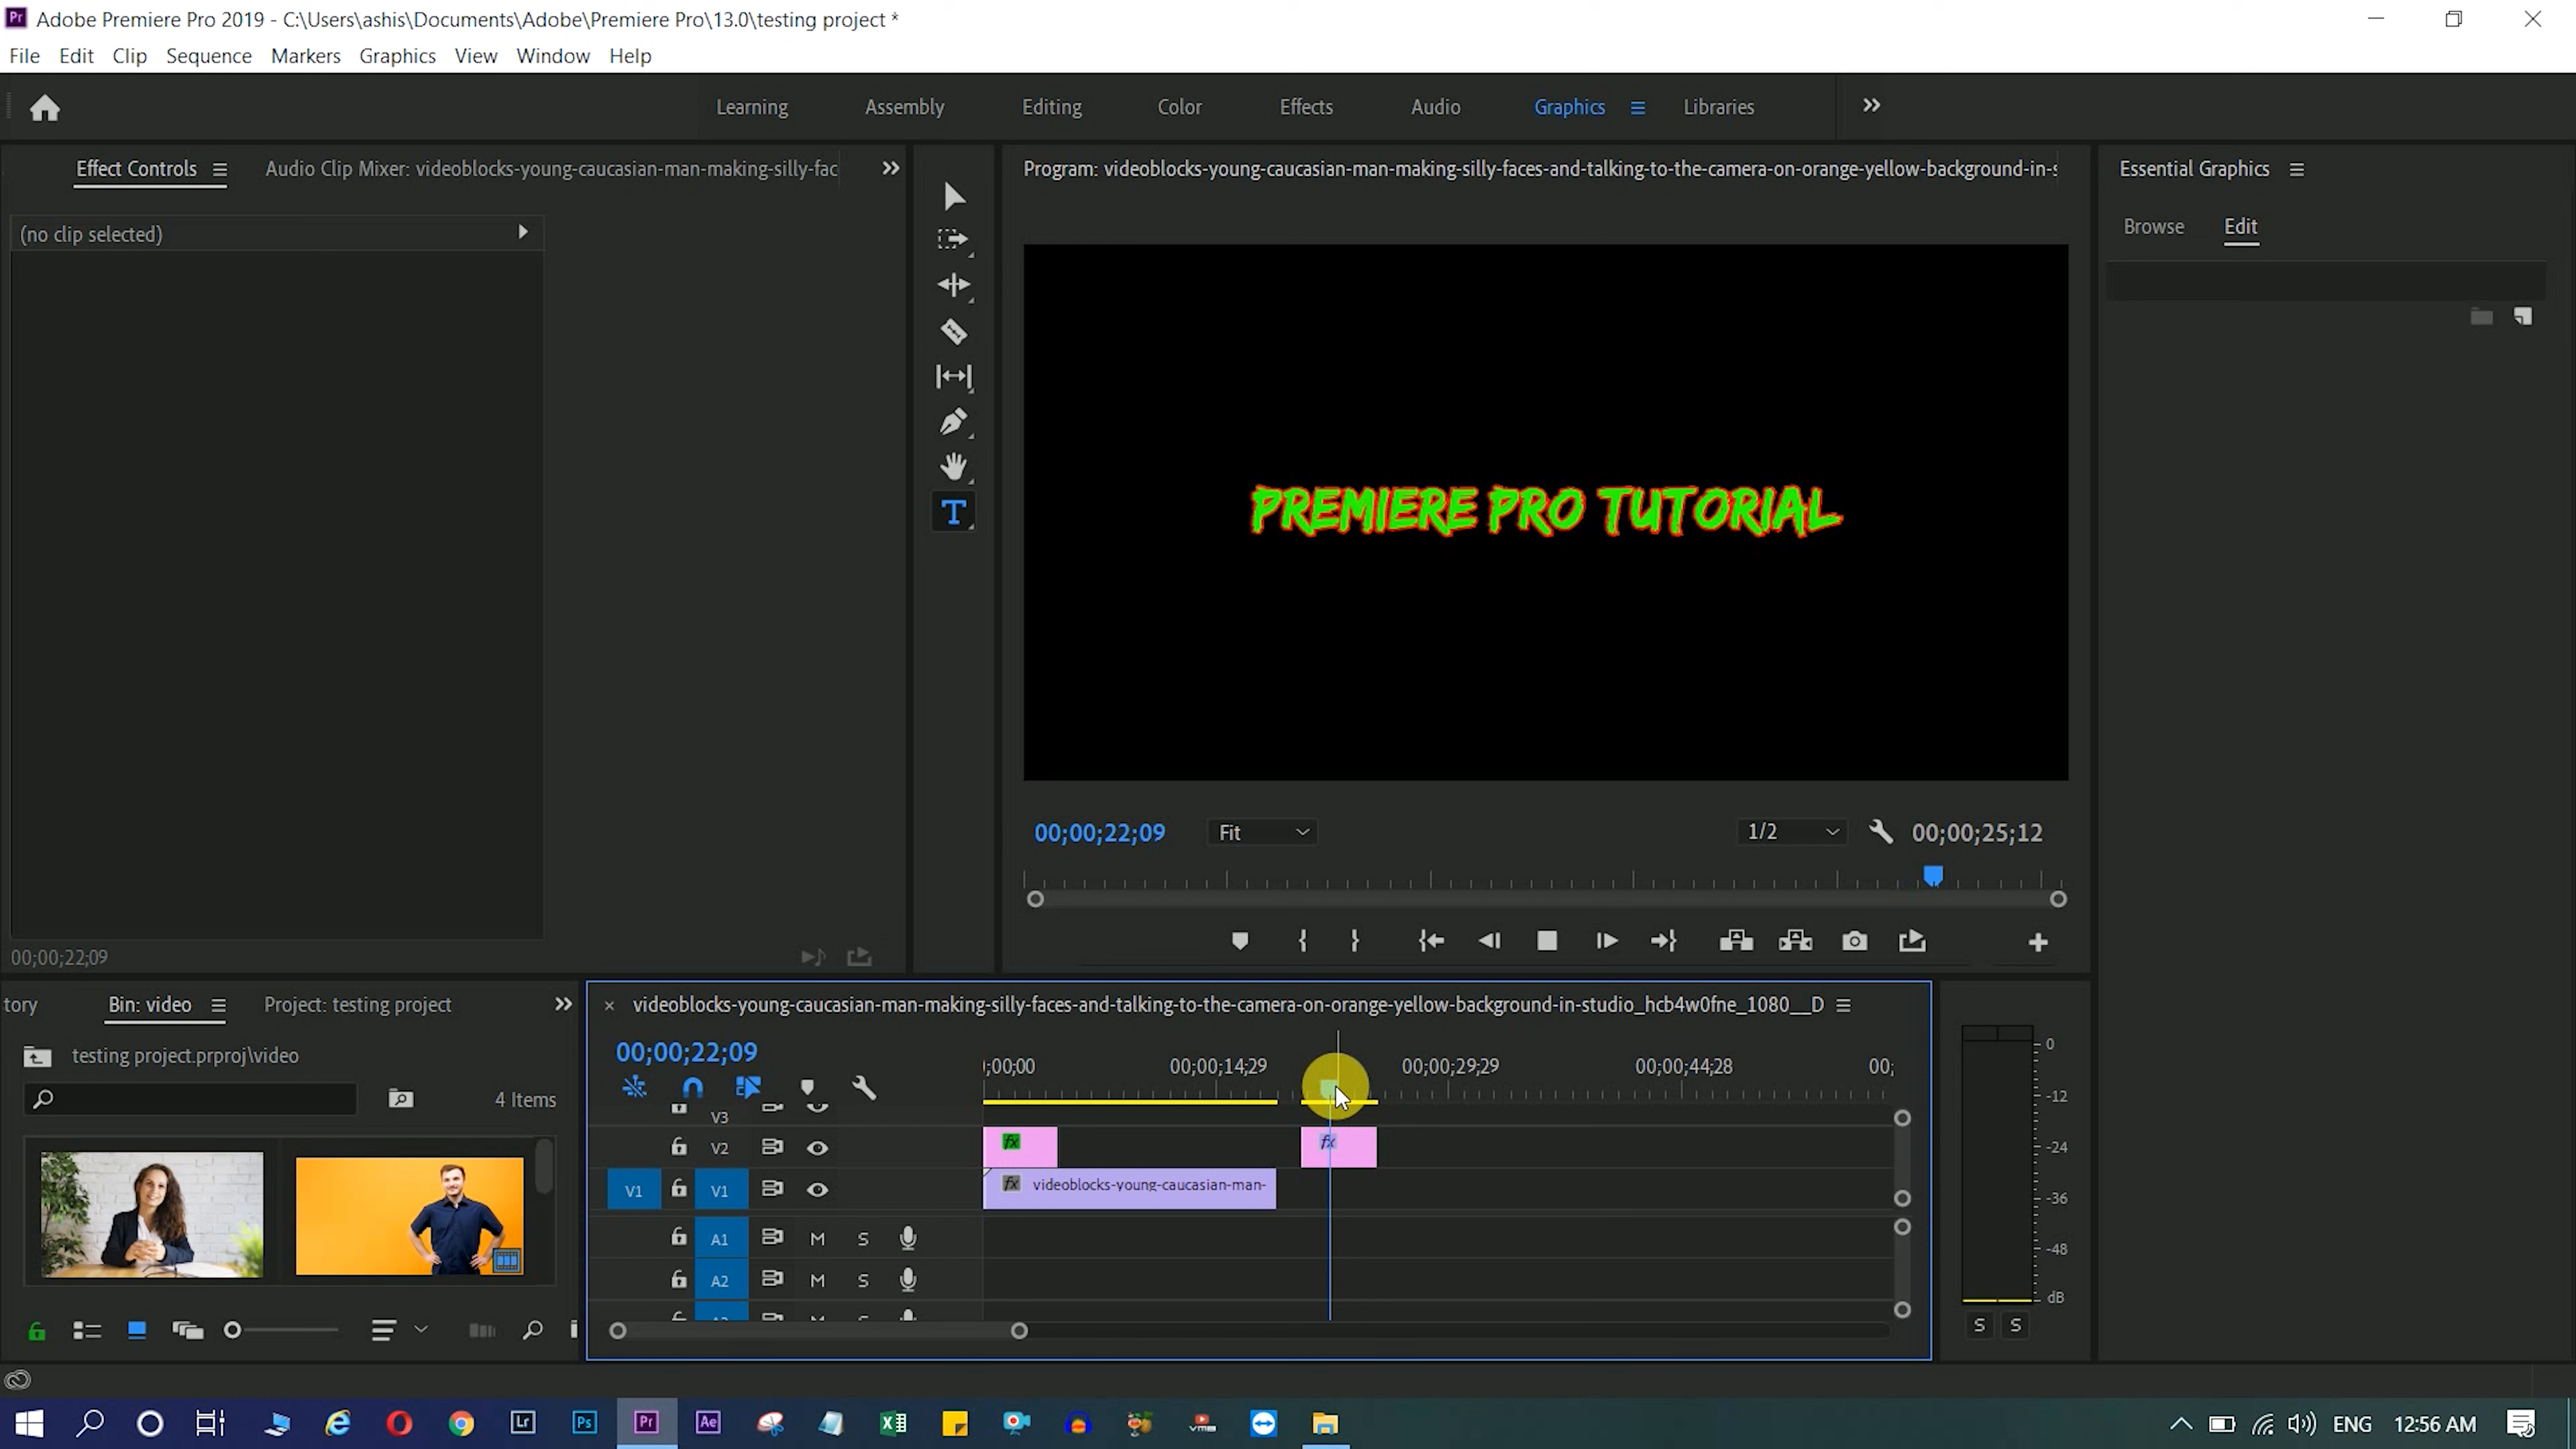 Adobe Premiere Pro 2019 - C:\Users\ashis\Documents\Adobe\Premiere Pro\13.0\testing project *
File Edit Clip Sequence Markers Graphics View Window Help
Learning Assembly Editing Color Effects Audio Graphics Libraries
Effect Controls Audio Clip Mixer: videoblocks-young-caucasian-man-making-silly-fac
Program: videoblocks-young-caucasian-man-making-silly-faces-and-talking-to-the-camera-on-orange-yellow-background-in-s
Essential Graphics
Browse Edit
(no clip selected)
PREMIERE PRO TUTORIAL
00;00;22;09 Fit 1/2 00;00;25;12
00;00;22;09
tory Bin: video Project: testing project
videoblocks-young-caucasian-man-making-silly-faces-and-talking-to-the-camera-on-orange-yellow-background-in-studio_hcb4w0fne_1080__D
testing project.prproj\video
4 Items
00;00;22;09
;00;00 00;00;14;29 00;00;29;29 00;00;44;28 00;
V3
V2 fx fx
V1 V1 fx videoblocks-young-caucasian-man-
A1 M S
A2 M S
0
-12
-24
-36
-48
dB
S S
Lr Ps Pr Ae
ENG 12:56 AM